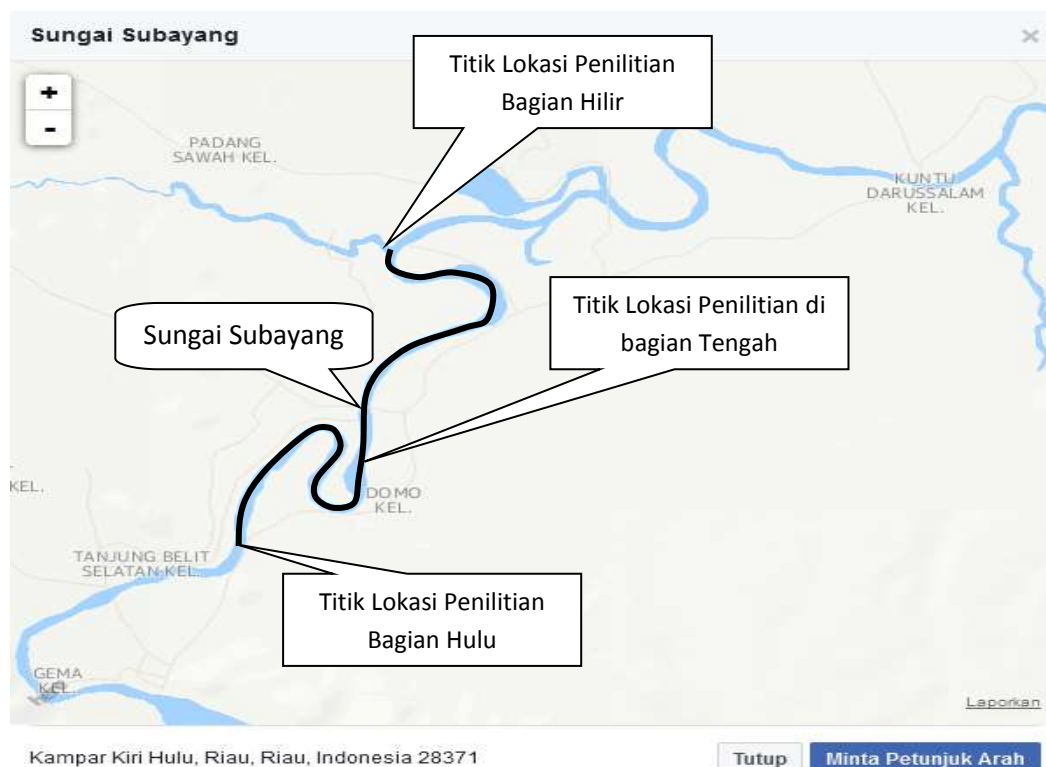 Sungai Subayang
×
Titik Lokasi Penilitian
Bagian Hilir
+
-
PADANG
SAWAH KEL.
KUNTU
DARUSSALAM
KEL.
Titik Lokasi Penilitian di
bagian Tengah
Sungai Subayang
KEL.
DOMO
KEL.
TANJUNG BELIT
SELATAN KEL.
Titik Lokasi Penilitian
Bagian Hulu
GEMA
KEL.
Laporkan
Kampar Kiri Hulu, Riau, Riau, Indonesia 28371
Tutup
Minta Petunjuk Arah